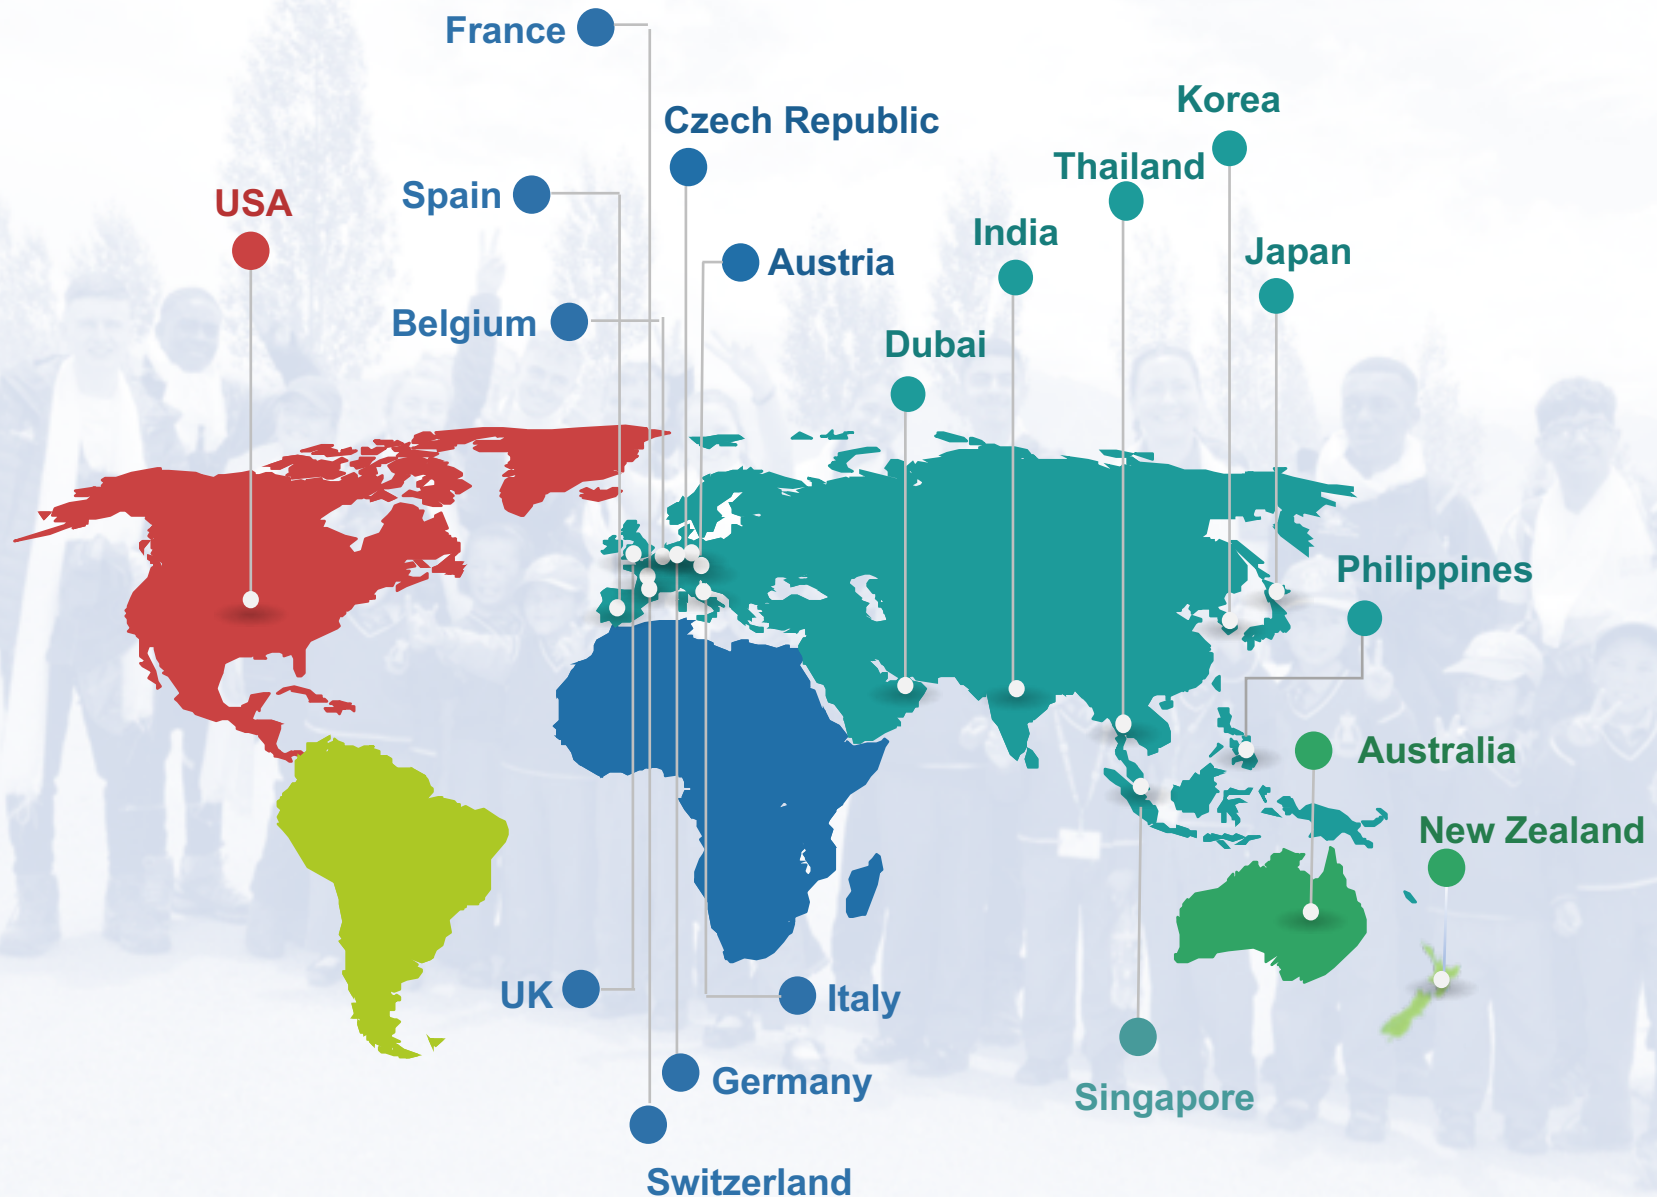 France
Korea
Czech Republic
Thailand
Spain
USA
India
Japan
Austria
Belgium
Dubai
Philippines
Australia
New Zealand
UK
Italy
Germany
Singapore
Switzerland